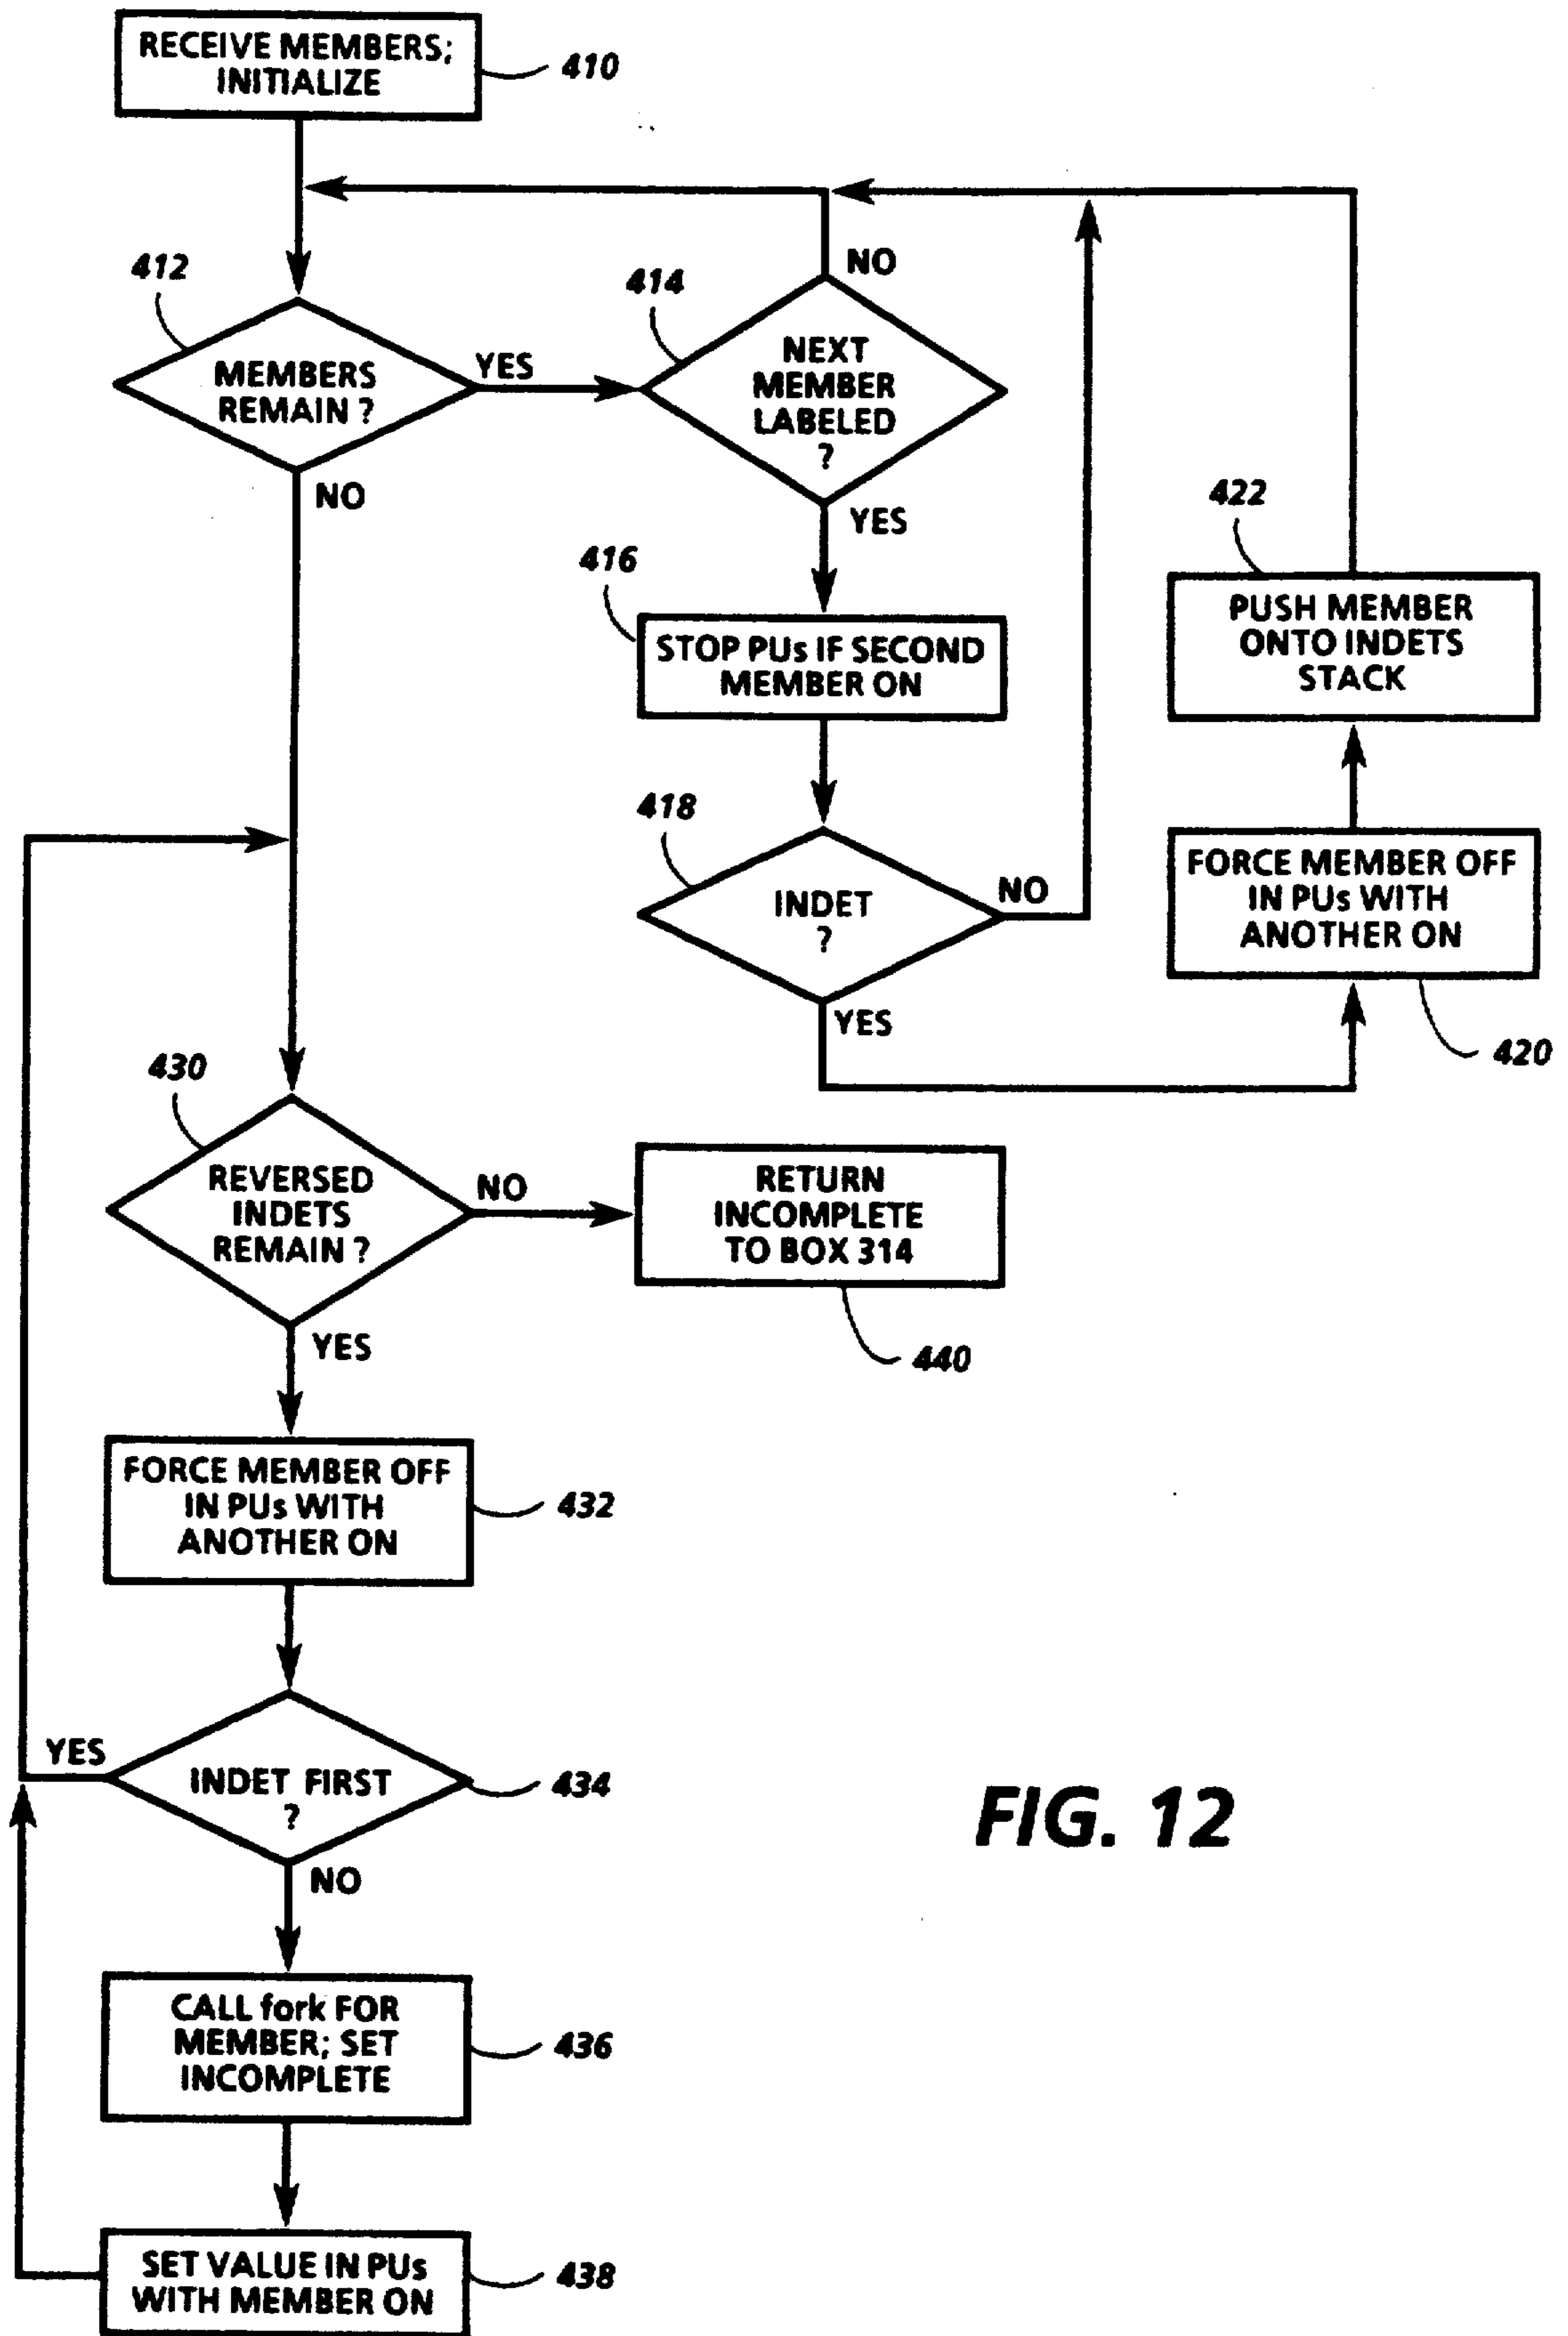 RECEIVE MEMBERS;
INITIALIZE
410
412
MEMBERS
REMAIN ?
YES
NO
414
NEXT
MEMBER
LABELED
?
NO
YES
416
STOP PUs IF SECOND
MEMBER ON
418
INDET
?
NO
YES
422
PUSH MEMBER
ONTO INDETS
STACK
FORCE MEMBER OFF
IN PUs WITH
ANOTHER ON
420
430
REVERSED
INDETS
REMAIN ?
NO
YES
RETURN
INCOMPLETE
TO BOX 314
440
FORCE MEMBER OFF
IN PUs WITH
ANOTHER ON
432
YES
INDET FIRST
?
434
NO
CALL fork FOR
MEMBER; SET
INCOMPLETE
436
SET VALUE IN PUs
WITH MEMBER ON
438
FIG. 12